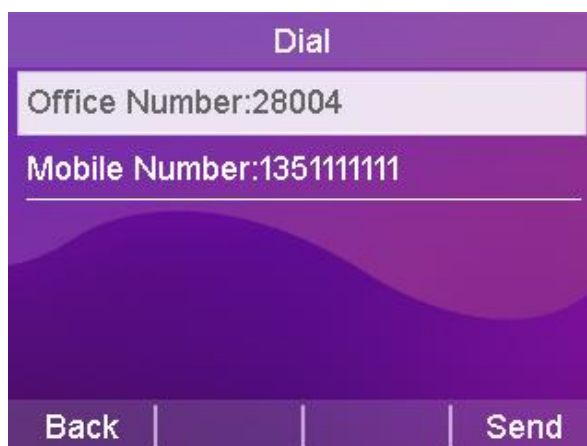 Dial
Office Number:28004
Mobile Number:1351111111
Back
Send